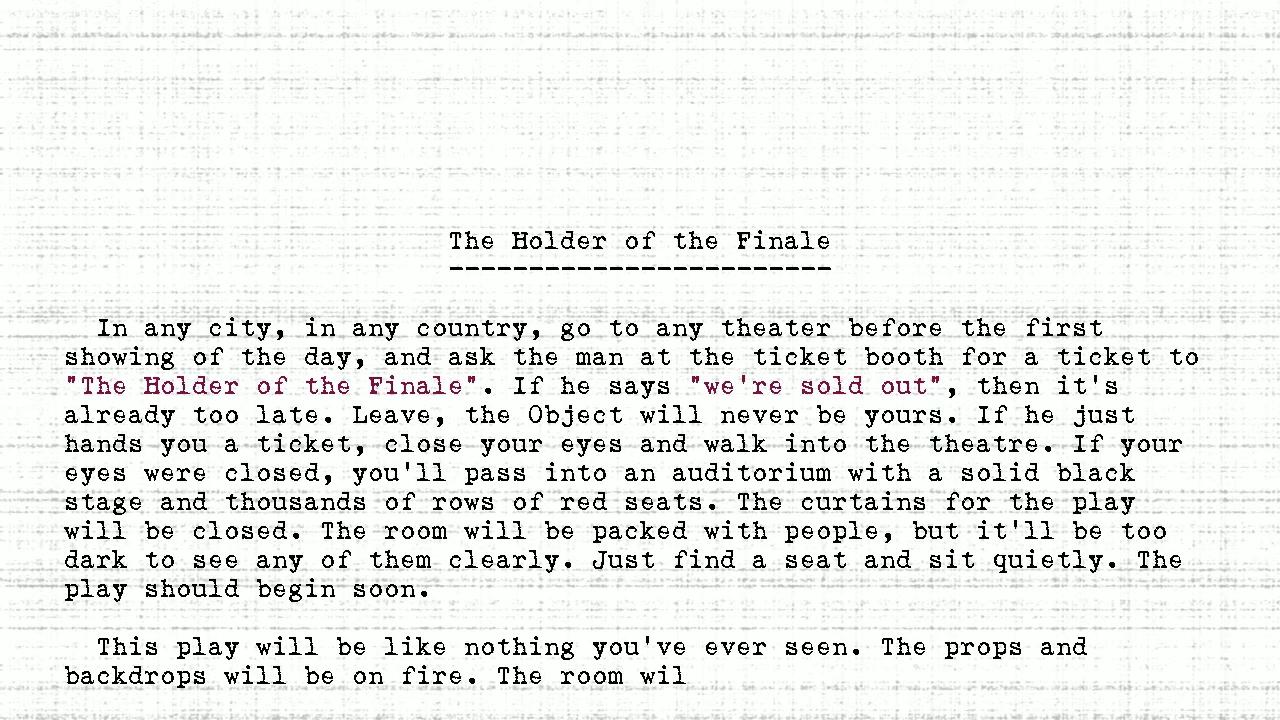 The Holder of the Finale
------------------------
In any city, in any country, go to any theater before the first
showing of the day, and ask the man at the ticket booth for a ticket to
"The Holder of the Finale". If he says "we're sold out", then it's
already too late. Leave, the Object will never be yours. If he just
hands you a ticket, close your eyes and walk into the theatre. If your
eyes were closed, you'll pass into an auditorium with a solid black
stage and thousands of rows of red seats. The curtains for the play
will be closed. The room will be packed with people, but it'll be too
dark to see any of them clearly. Just find a seat and sit quietly. The
play should begin soon.
This play will be like nothing you've ever seen. The props and
backdrops will be on fire. The room wil